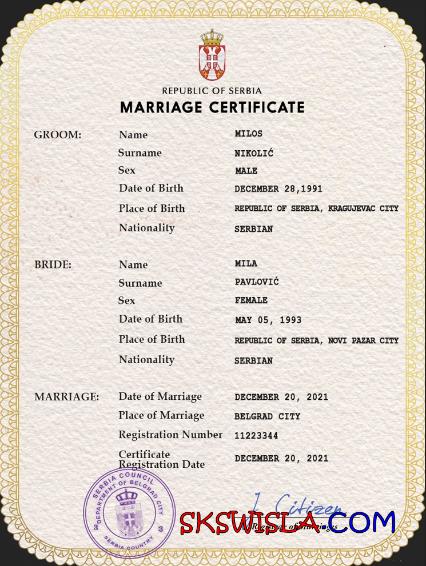 REPUBLIC OF SERBIA
MARRIAGE CERTIFICATE
GROOM: Name MILOS
Surname NIKOLIĆ
Sex MALE
Date of Birth DECEMBER 28,1991
Place of Birth REPUBLIC OF SERBIA, KRAGUJEVAC CITY
Nationality SERBIAN
BRIDE: Name MILA
Surname PAVLOVIĆ
Sex FEMALE
Date of Birth MAY 05, 1993
Place of Birth REPUBLIC OF SERBIA, NOVI PAZAR CITY
Nationality SERBIAN
MARRIAGE: Date of Marriage DECEMBER 20, 2021
Place of Marriage BELGRAD CITY
Registration Number 11223344
Certificate
Registration Date DECEMBER 20, 2021
SERBIA COUNCIL
DEPARTMENT OF BELGRAD CITY
SERBIA COUNTRY
Citizen
SKSWISLA.COM